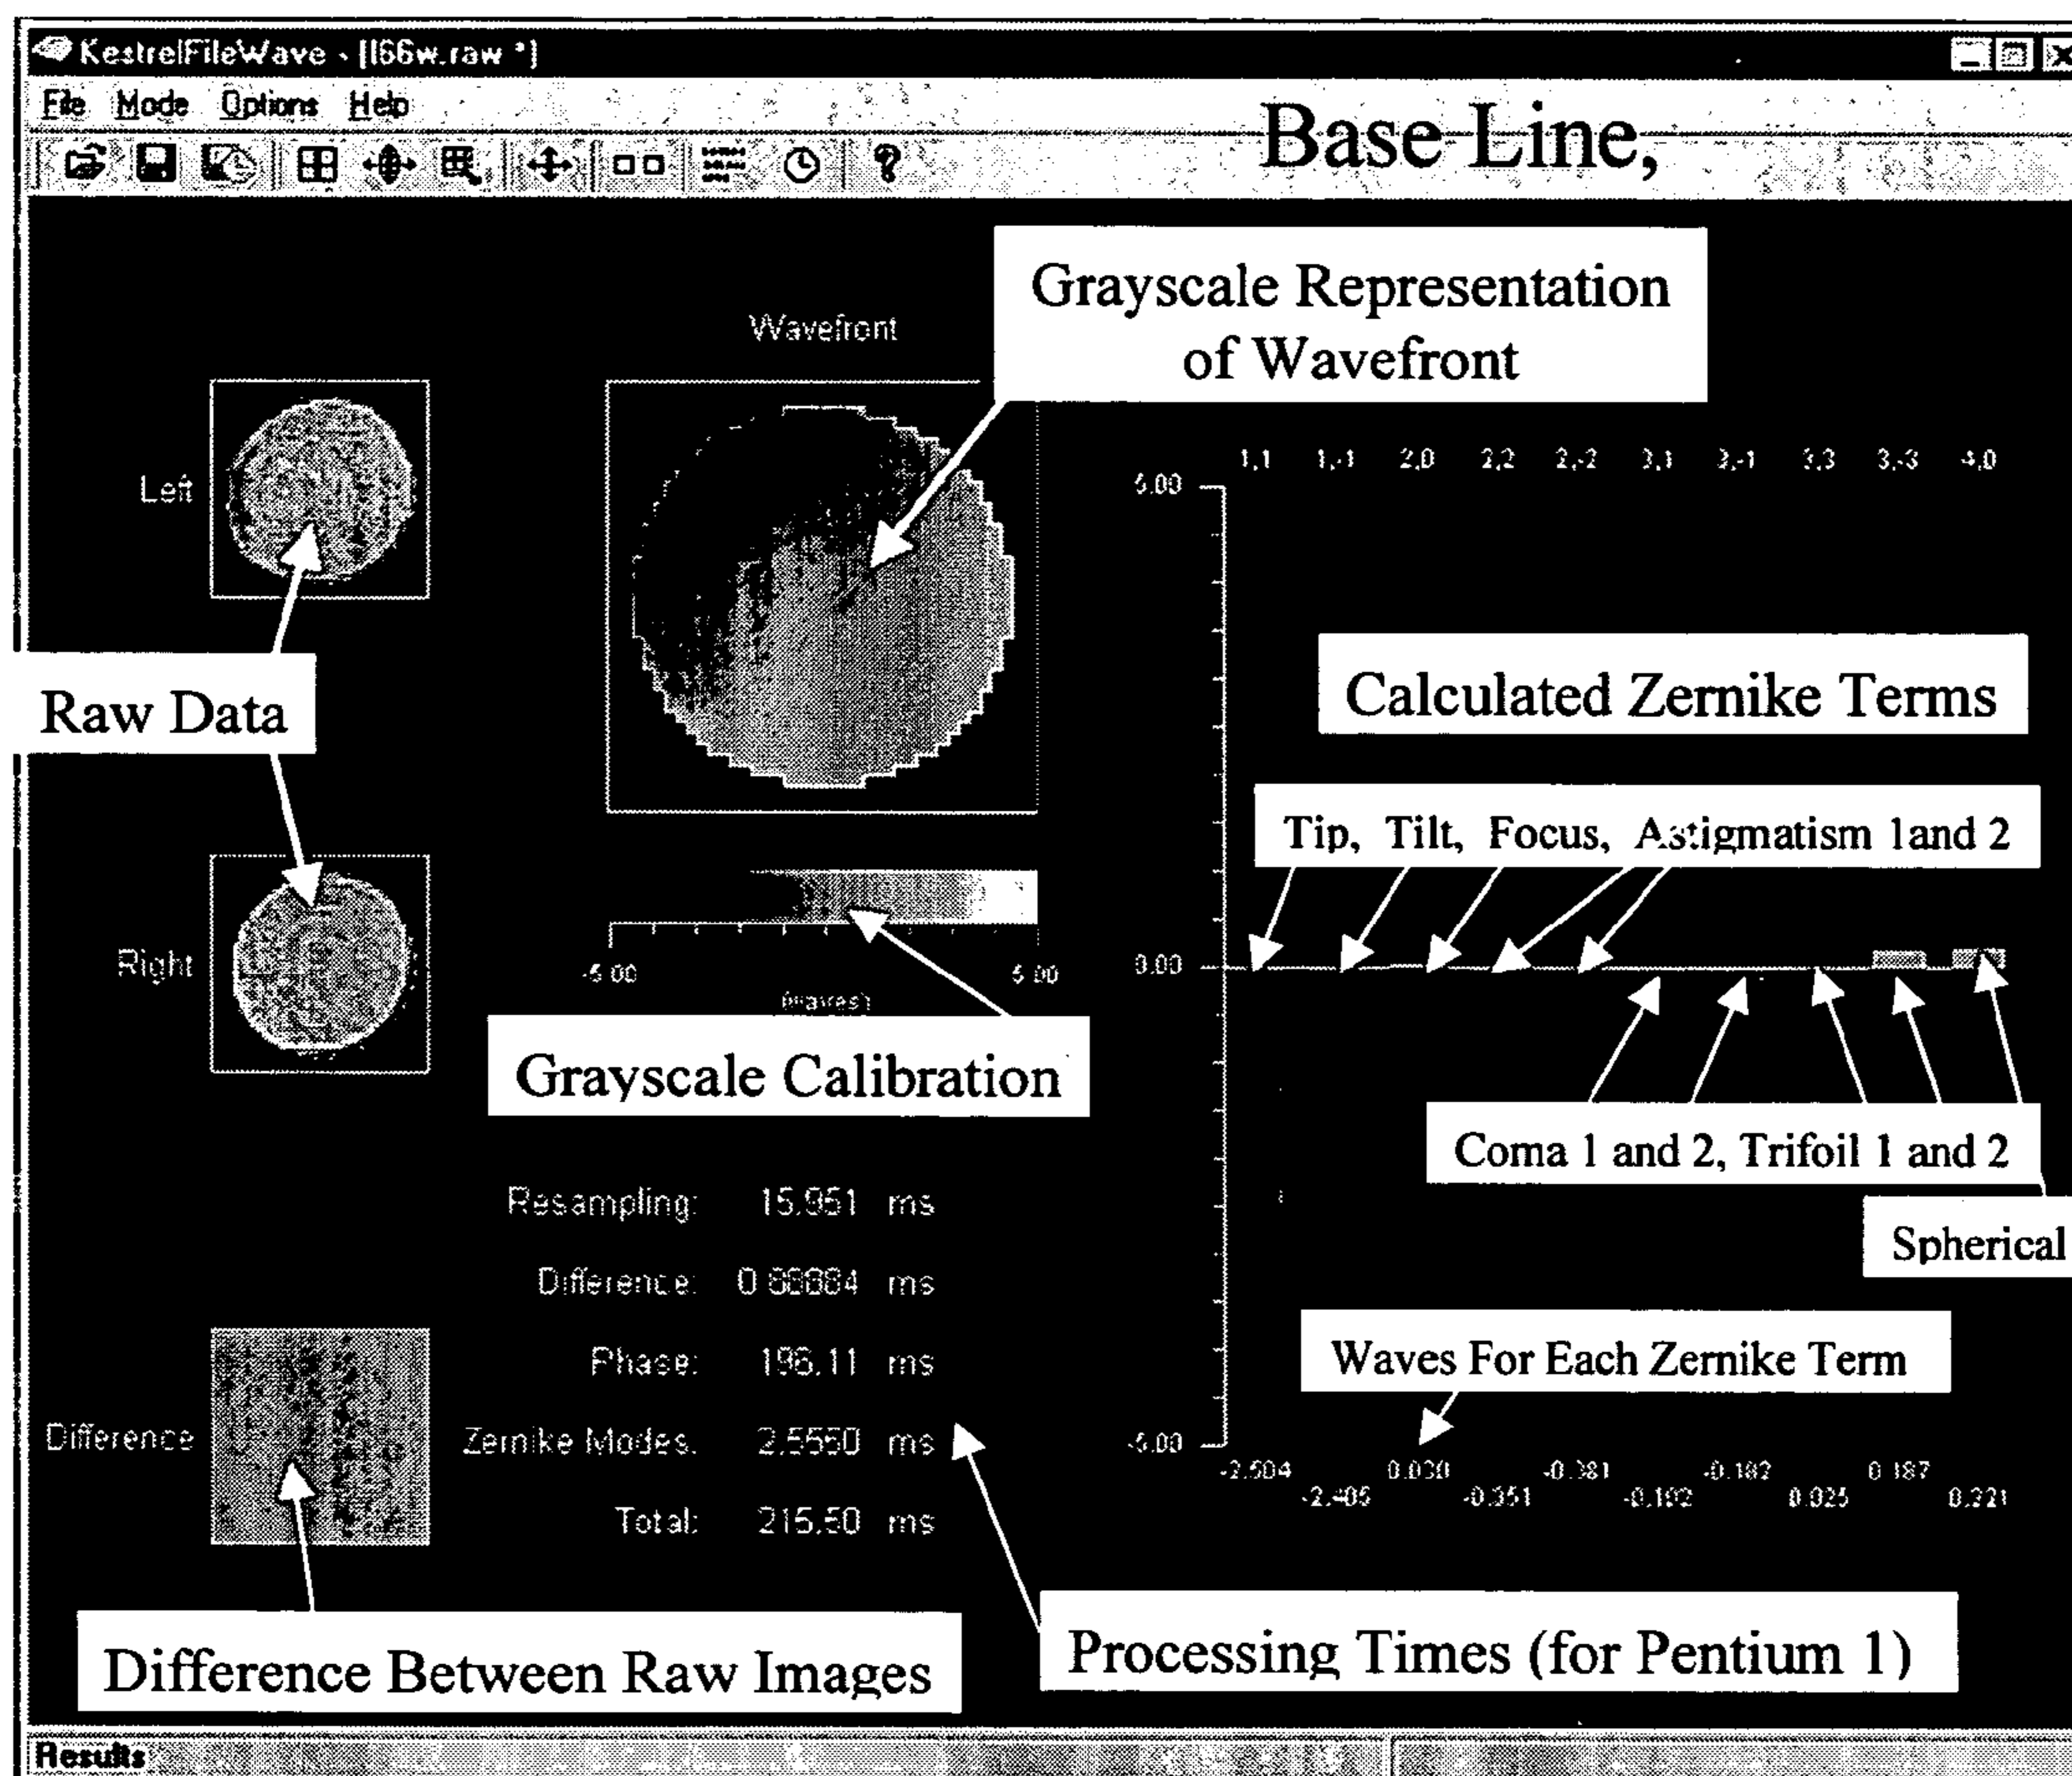 KestrelFileWave - [l66w.raw *]
File Mode Options Help
Base Line,
Grayscale Representation
of Wavefront
Wavefront
Left
1,1 1,-1 2,0 2,2 2,-2 3,1 3,-1 3,3 3,-3 4,0
5.00
Calculated Zernike Terms
Raw Data
Tip, Tilt, Focus, Astigmatism 1and 2
Right
-5.00 5.00
(waves)
0.00
Grayscale Calibration
Coma 1 and 2, Trifoil 1 and 2
Spherical
Resampling: 15.951 ms
Difference: ms
Phase: 196.11 ms
Zernike Modes: 2.5550 ms
Total: 215.50 ms
Difference
Waves For Each Zernike Term
-5.00
-2.504 0.030 -0.381 -0.182 0.187
-2.405 -0.351 -0.102 0.025 0.221
Difference Between Raw Images
Processing Times (for Pentium 1)
Results